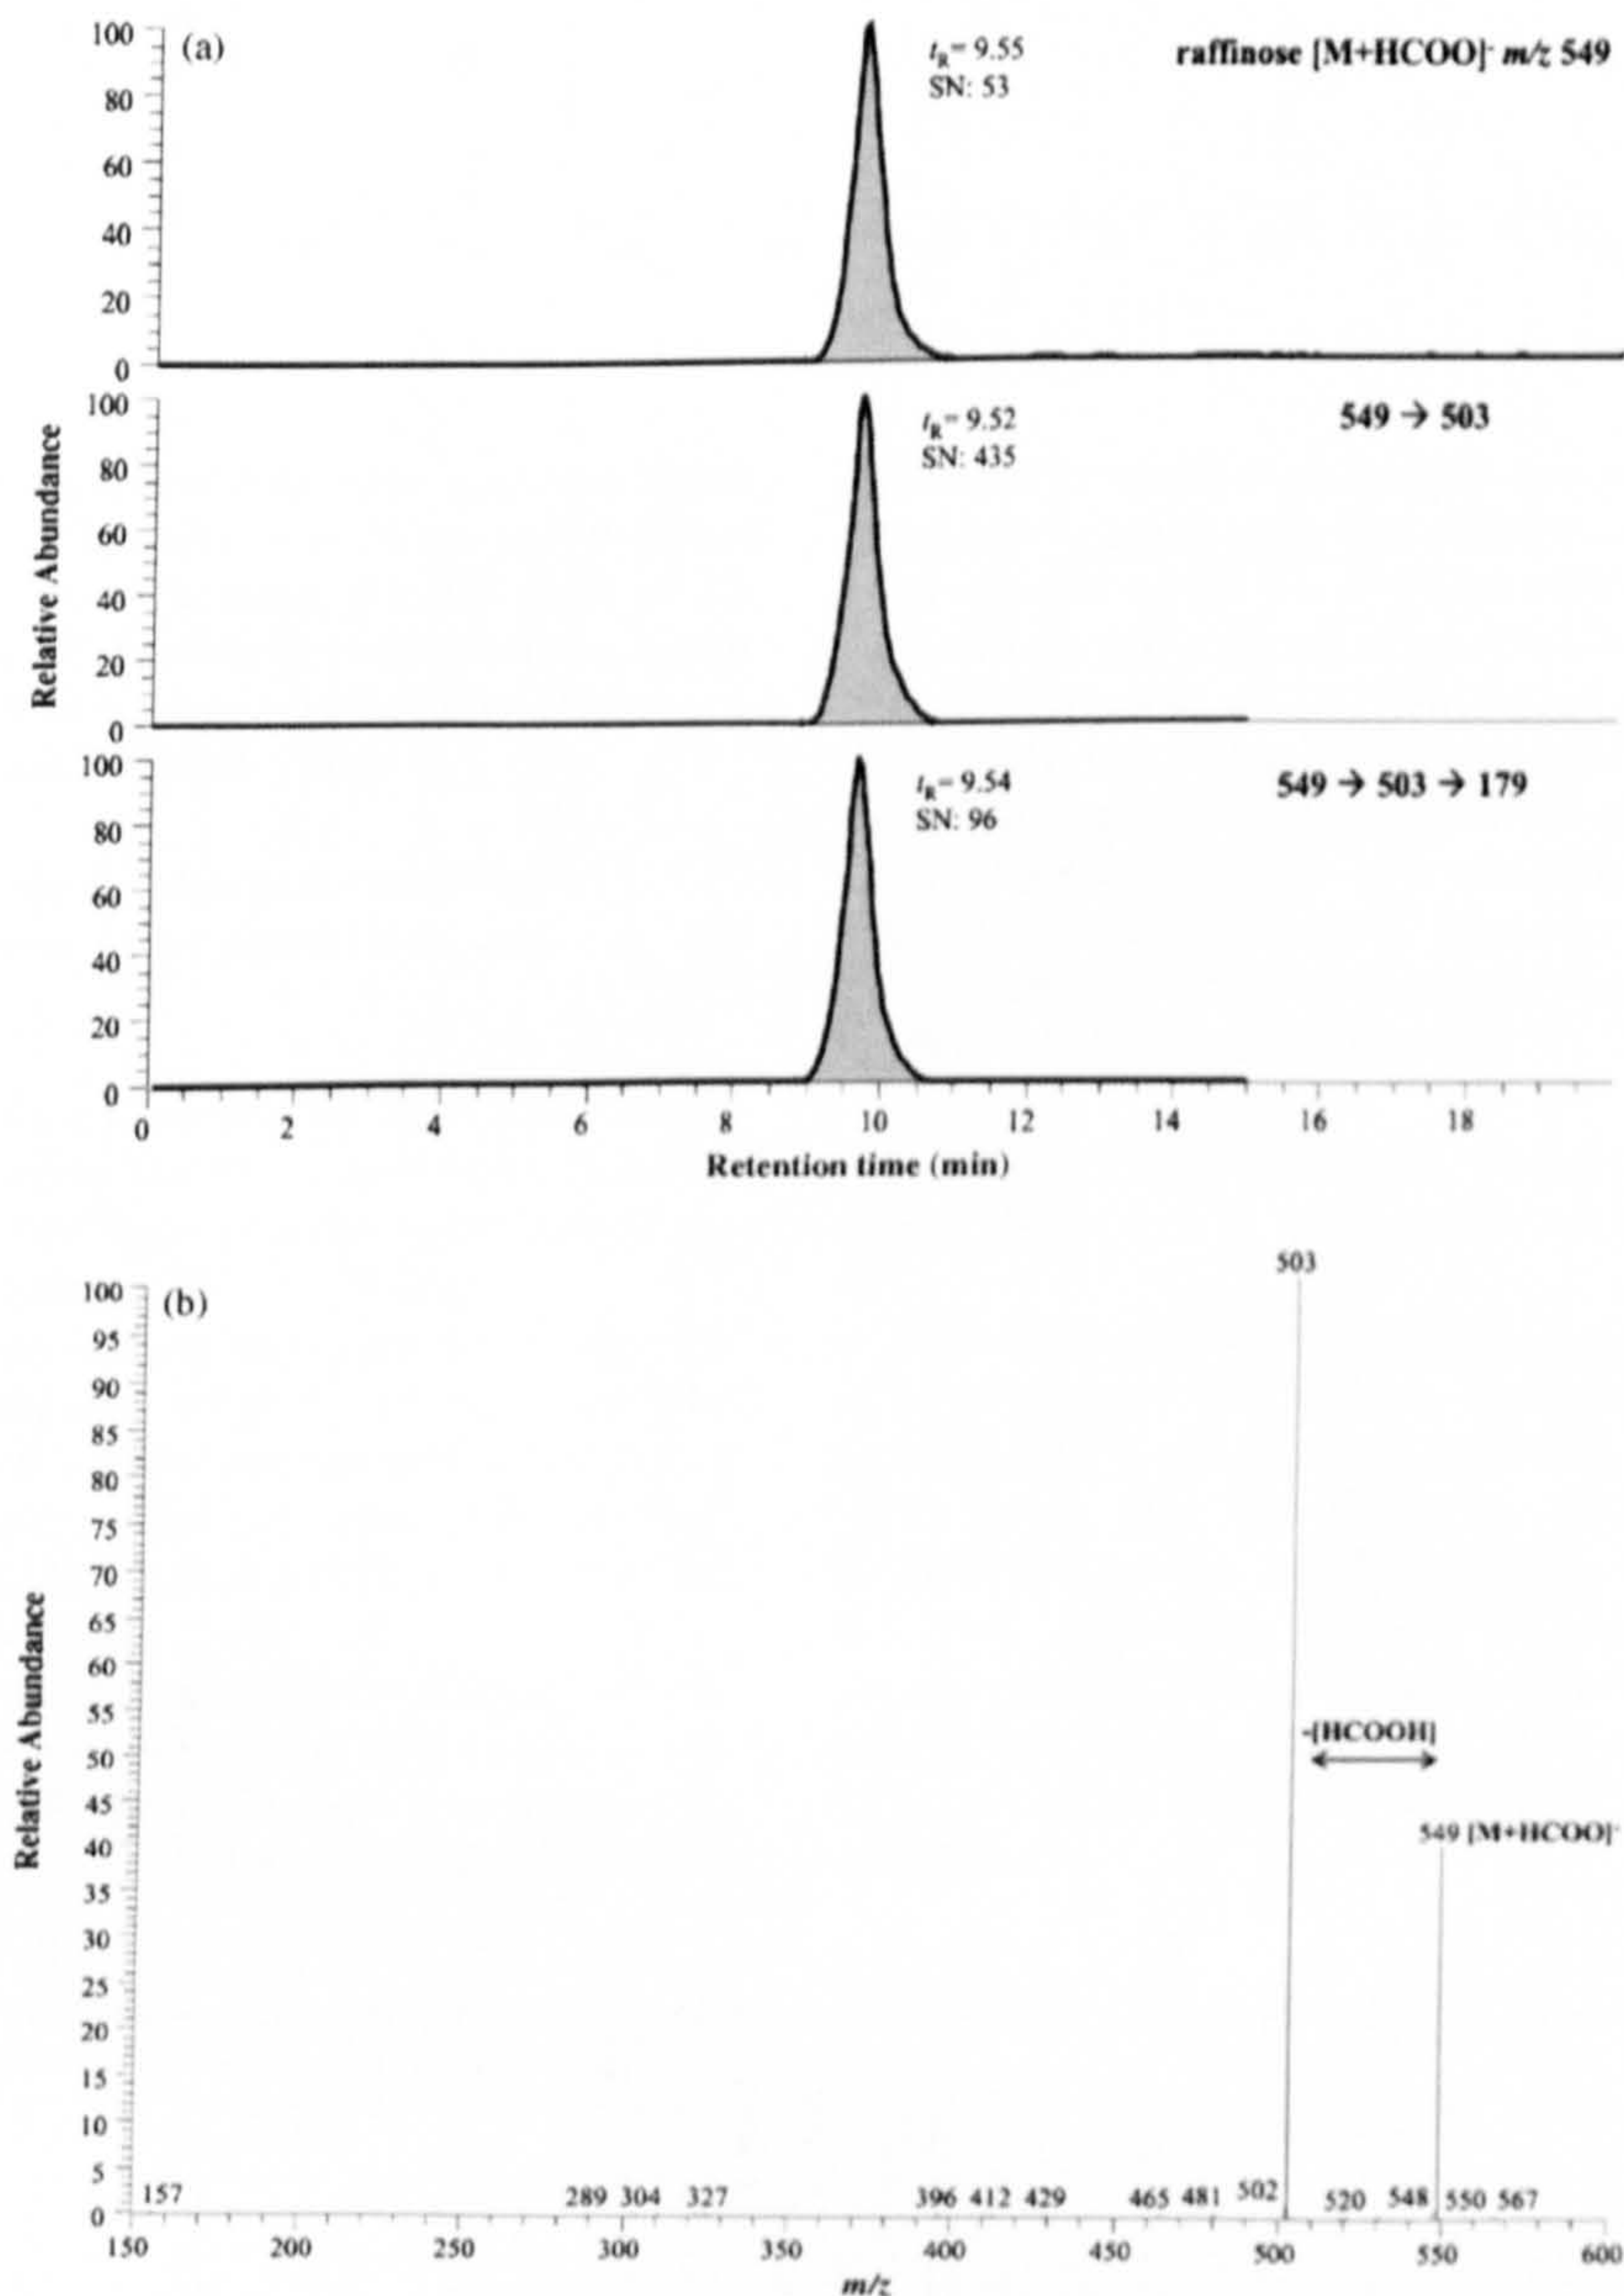 (a)
raffinose [M+HCOO]⁻ m/z 549
tR= 9.55
SN: 53
100
80
60
40
20
0
549 → 503
tR= 9.52
SN: 435
100
80
60
40
20
0
549 → 503 → 179
tR= 9.54
SN: 96
100
80
60
40
20
0
Relative Abundance
0 2 4 6 8 10 12 14 16 18
Retention time (min)
(b)
503
-[HCOOH]
549 [M+HCOO]⁻
100
95
90
85
80
75
70
65
60
55
50
45
40
35
30
25
20
15
10
5
0
Relative Abundance
157 289 304 327 396 412 429 465 481 502 520 548 550 567
150 200 250 300 350 400 450 500 550 600
m/z